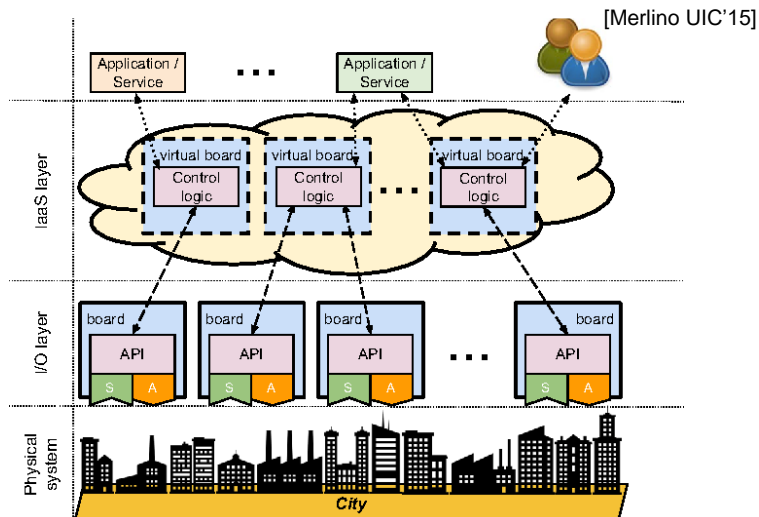 [Merlino UIC'15]
Application /
Service
Application /
Service
IaaS layer
virtual board
Control
logic
virtual board
Control
logic
virtual board
Control
logic
I/O layer
board
API
S
A
board
API
S
A
board
API
S
A
board
API
S
A
Physical
system
City